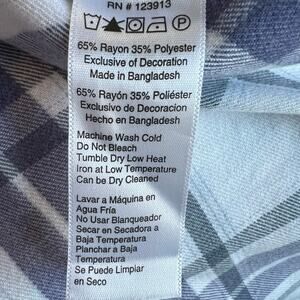 RN # 123913
65% Rayon 35% Polyester
Exclusive of Decoration
Made in Bangladesh
65% Rayón 35% Poliéster
Exclusivo de Decoracion
Hecho en Bangladesh
Machine Wash Cold
Do Not Bleach
Tumble Dry Low Heat
Iron at Low Temperature
Can be Dry Cleaned
Lavar a Máquina en
Agua Fría
No Usar Blanqueador
Secar en Secadora a
Baja Temperatura
Planchar a Baja
Temperatura
Se Puede Limpiar
en Seco